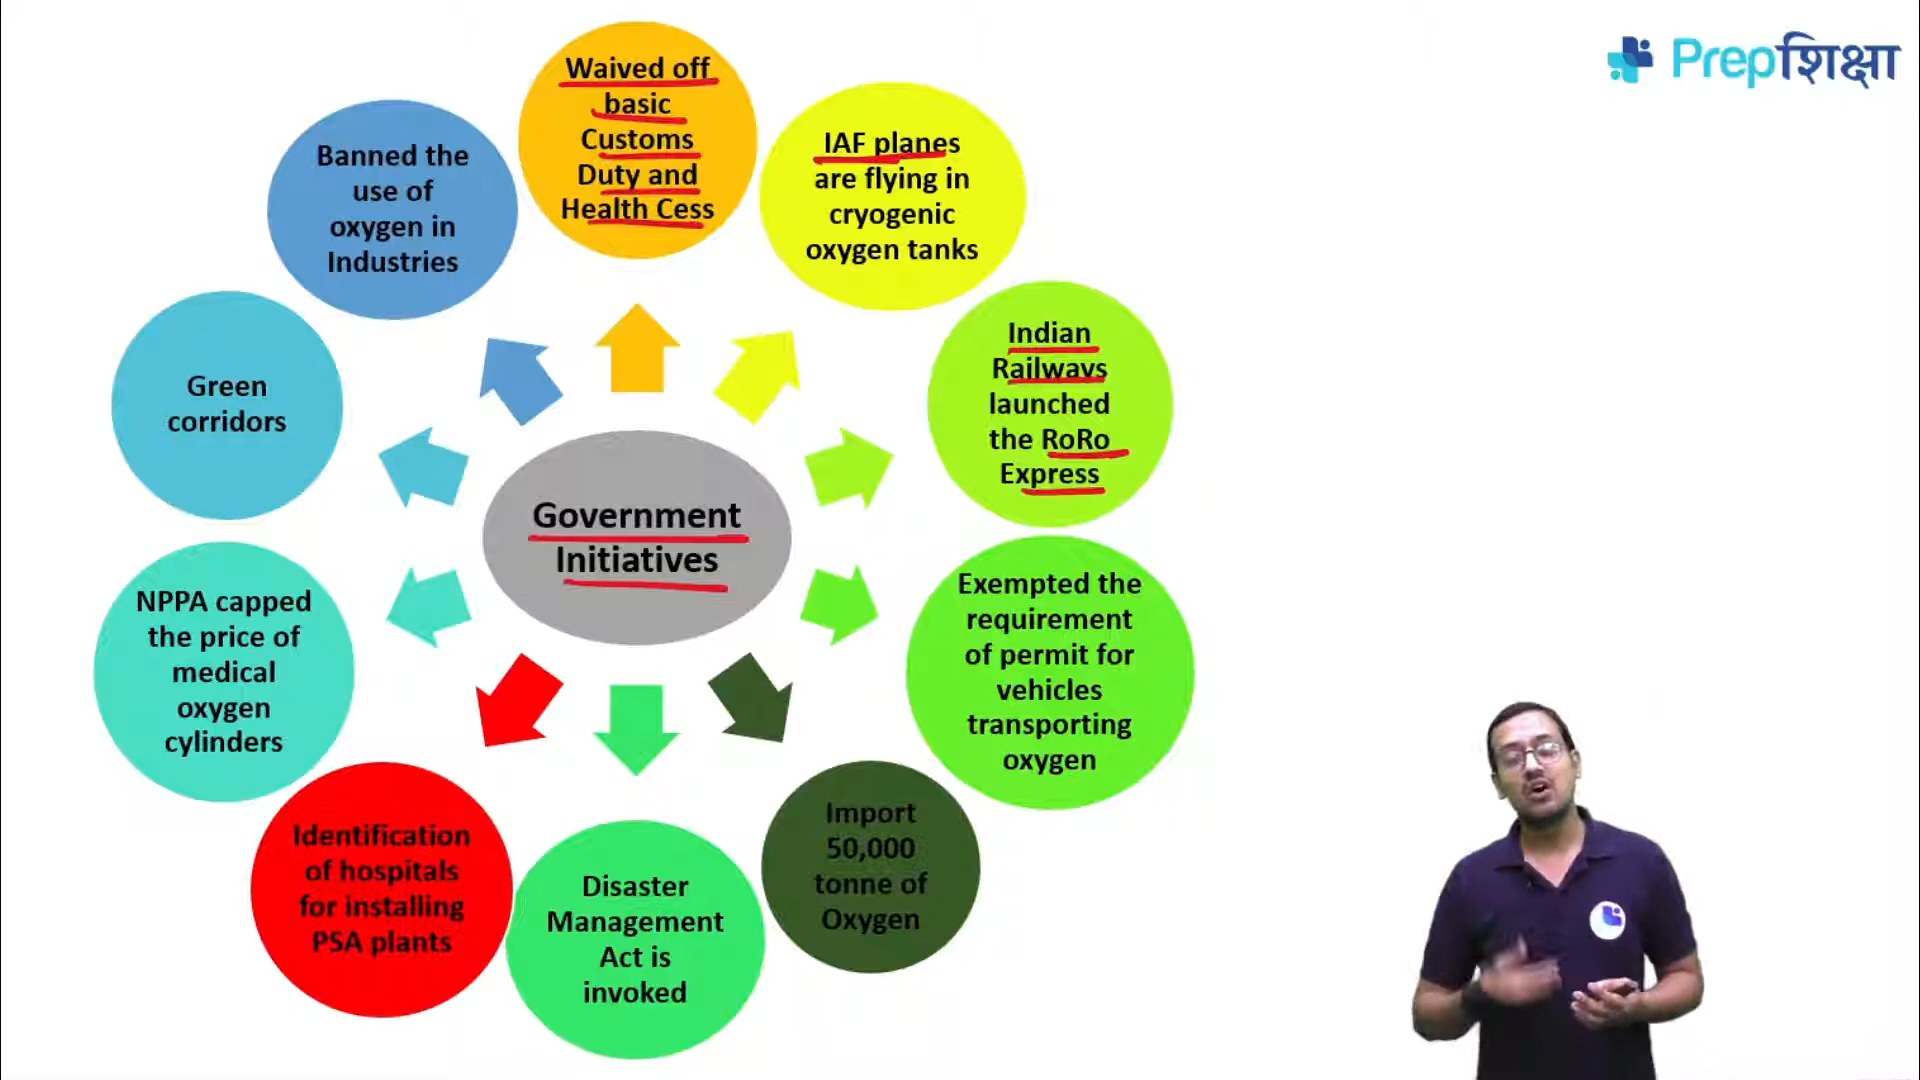 Prepशिक्षा
Waived off
basic
Customs
Duty and
Health Cess
IAF planes
are flying in
cryogenic
oxygen tanks
Indian
Railways
launched
the RoRo
Express
Exempted the
requirement
of permit for
vehicles
transporting
oxygen
Import
50,000
tonne of
Oxygen
Disaster
Management
Act is
invoked
Identification
of hospitals
for installing
PSA plants
NPPA capped
the price of
medical
oxygen
cylinders
Green
corridors
Banned the
use of
oxygen in
Industries
Government
Initiatives